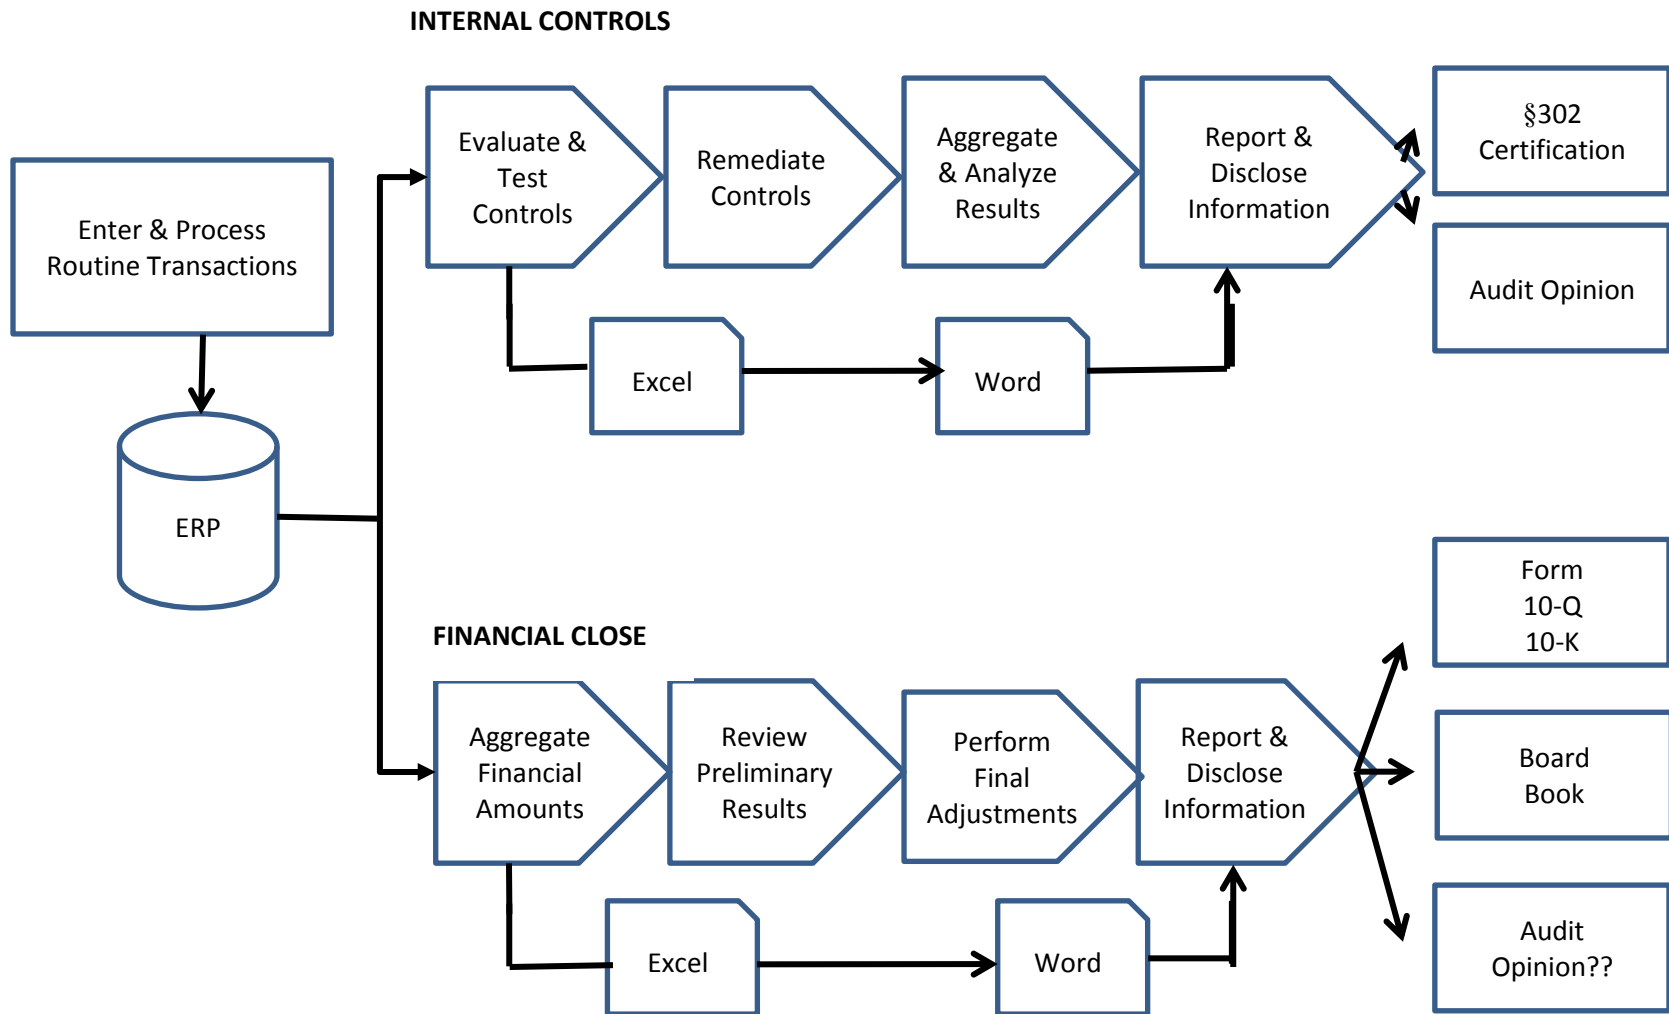 INTERNAL CONTROLS
Enter & Process
Routine Transactions
ERP
Evaluate &
Test
Controls
Remediate
Controls
Aggregate
& Analyze
Results
Report &
Disclose
Information
§302
Certification
Audit Opinion
Excel
Word
FINANCIAL CLOSE
Aggregate
Financial
Amounts
Review
Preliminary
Results
Perform
Final
Adjustments
Report &
Disclose
Information
Form
10-Q
10-K
Board
Book
Audit
Opinion??
Excel
Word